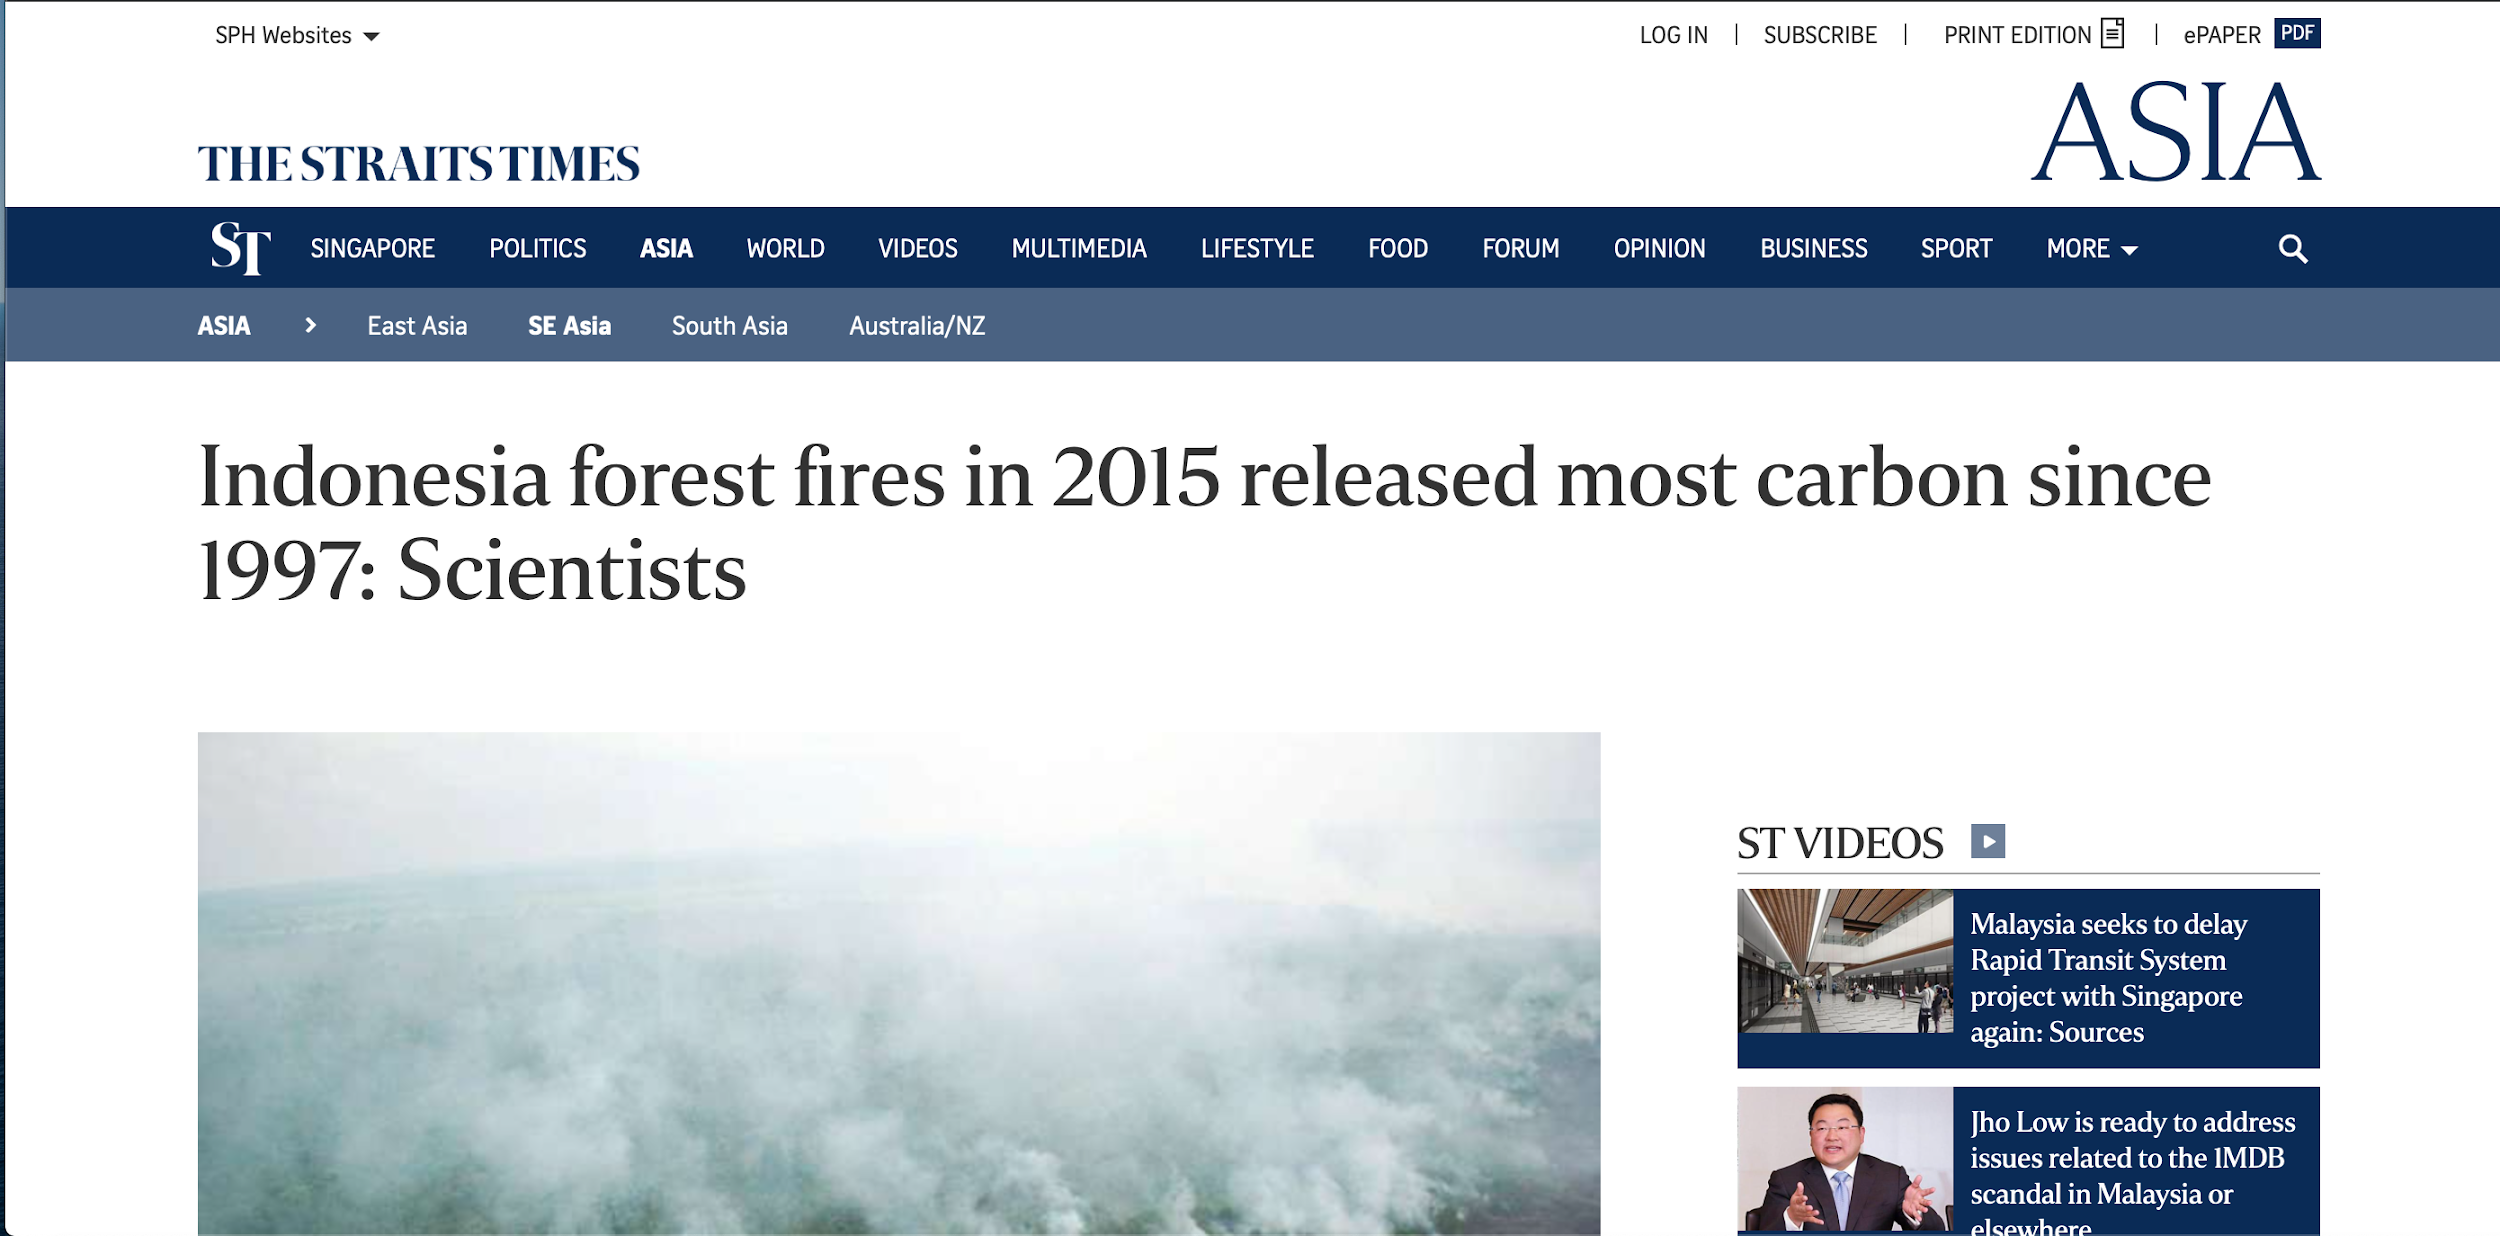 SPH Websites
LOG IN | SUBSCRIBE | PRINT EDITION | ePAPER PDF
ASIA
THE STRAITS TIMES
ST SINGAPORE POLITICS ASIA WORLD VIDEOS MULTIMEDIA LIFESTYLE FOOD FORUM OPINION BUSINESS SPORT MORE
ASIA > East Asia SE Asia South Asia Australia/NZ
Indonesia forest fires in 2015 released most carbon since
1997: Scientists
ST VIDEOS
Malaysia seeks to delay
Rapid Transit System
project with Singapore
again: Sources
Jho Low is ready to address
issues related to the 1MDB
scandal in Malaysia or
elsewhere